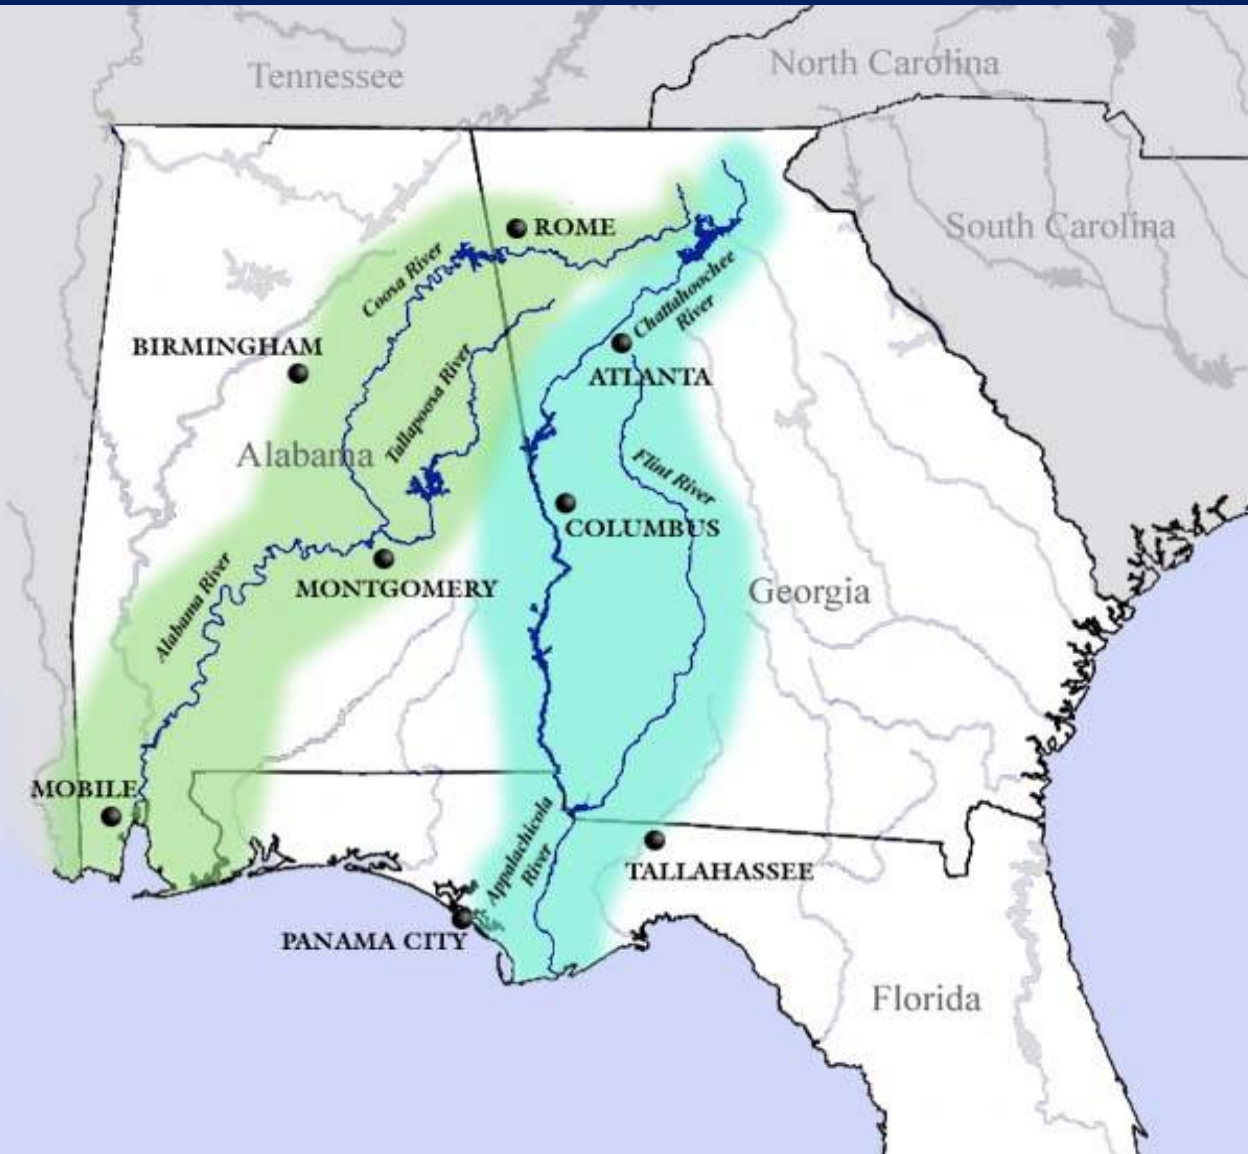 Tennessee
North Carolina
South Carolina
ROME
Coosa River
Chattahoochee
River
BIRMINGHAM
ATLANTA
Tallapoosa River
Alabama
Flint River
COLUMBUS
MONTGOMERY
Georgia
Alabama River
MOBILE
Appalachicola
River
TALLAHASSEE
PANAMA CITY
Florida